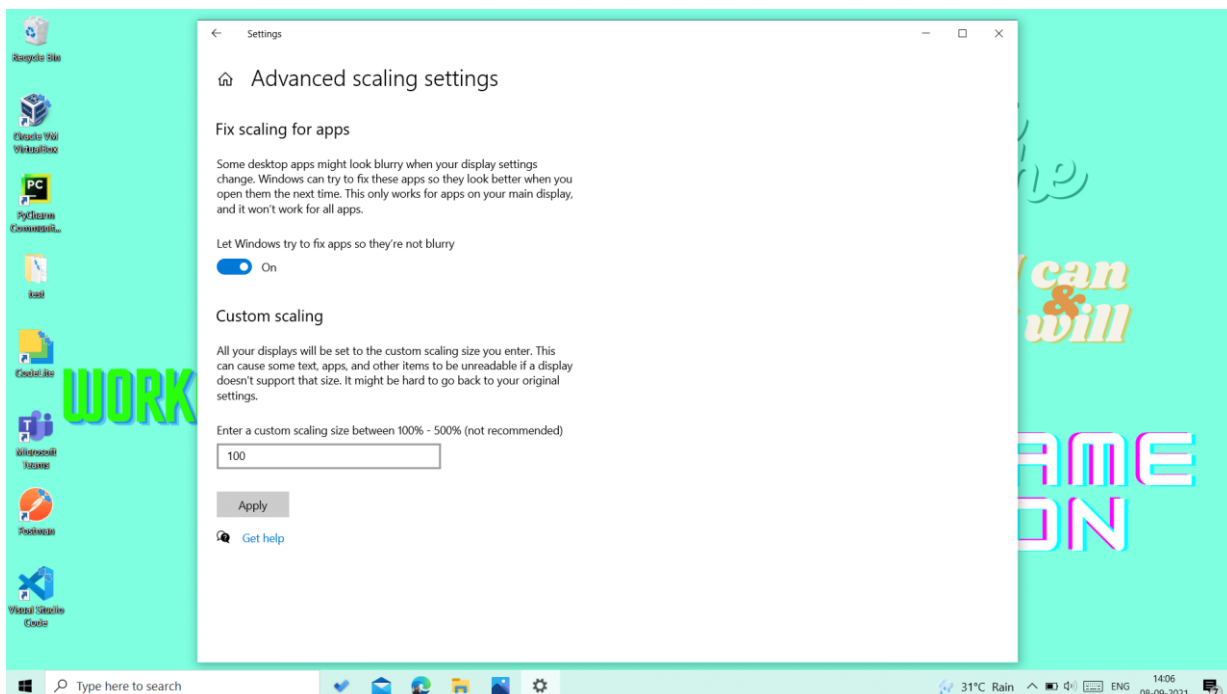 Recycle Bin
Settings
Advanced scaling settings
Oracle VM
VirtualBox
Fix scaling for apps
Some desktop apps might look blurry when your display settings
change. Windows can try to fix these apps so they look better when you
open them the next time. This only works for apps on your main display,
and it won't work for all apps.
PC
PyCharm
Communit...
Let Windows try to fix apps so they're not blurry
On
test
can
&
will
Custom scaling
All your displays will be set to the custom scaling size you enter. This
can cause some text, apps, and other items to be unreadable if a display
doesn't support that size. It might be hard to go back to your original
settings.
CodeLite
WORK
Enter a custom scaling size between 100% - 500% (not recommended)
100
Microsoft
Teams
AME
ON
Apply
Get help
Postman
Visual Studio
Code
Type here to search
31°C Rain
ENG
14:06
08-09-2021